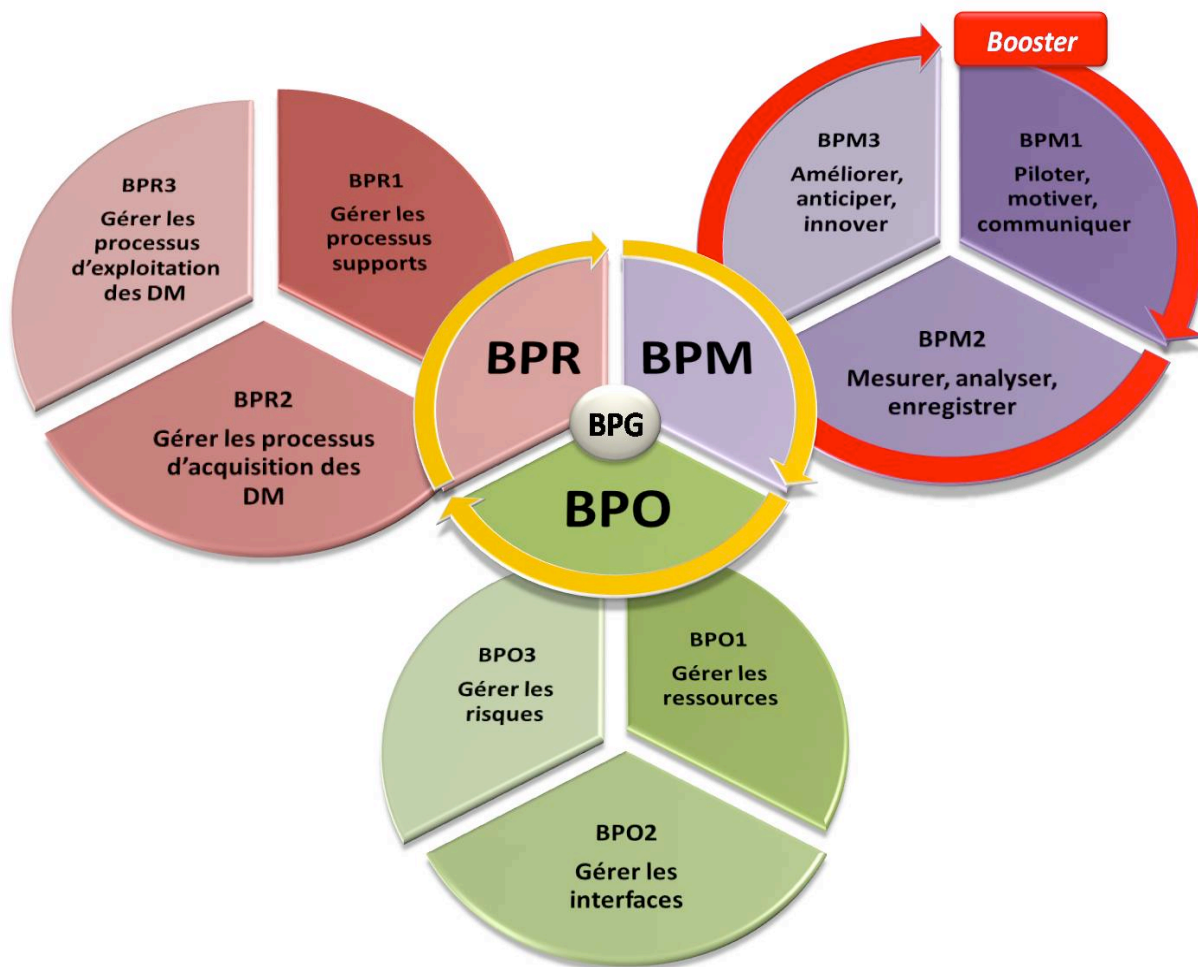 Booster
BPM3
Améliorer,
anticiper,
innover
BPM1
Piloter,
motiver,
communiquer
BPM2
Mesurer, analyser,
enregistrer
BPR3
Gérer les
processus
d’exploitation
des DM
BPR1
Gérer les
processus
supports
BPR2
Gérer les processus
d’acquisition des
DM
BPR
BPM
BPG
BPO
BPO3
Gérer les
risques
BPO1
Gérer les
ressources
BPO2
Gérer les
interfaces